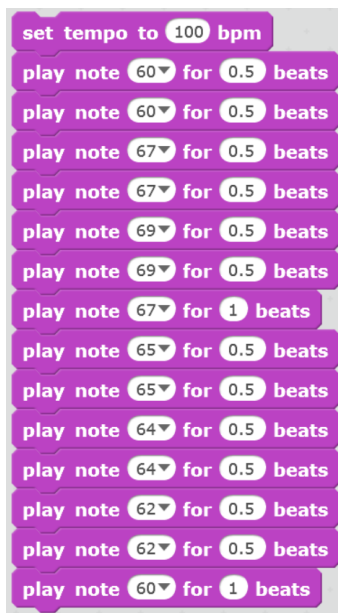 set tempo to 100 bpm
play note 60 for 0.5 beats
play note 60 for 0.5 beats
play note 67 for 0.5 beats
play note 67 for 0.5 beats
play note 69 for 0.5 beats
play note 69 for 0.5 beats
play note 67 for 1 beats
play note 65 for 0.5 beats
play note 65 for 0.5 beats
play note 64 for 0.5 beats
play note 64 for 0.5 beats
play note 62 for 0.5 beats
play note 62 for 0.5 beats
play note 60 for 1 beats